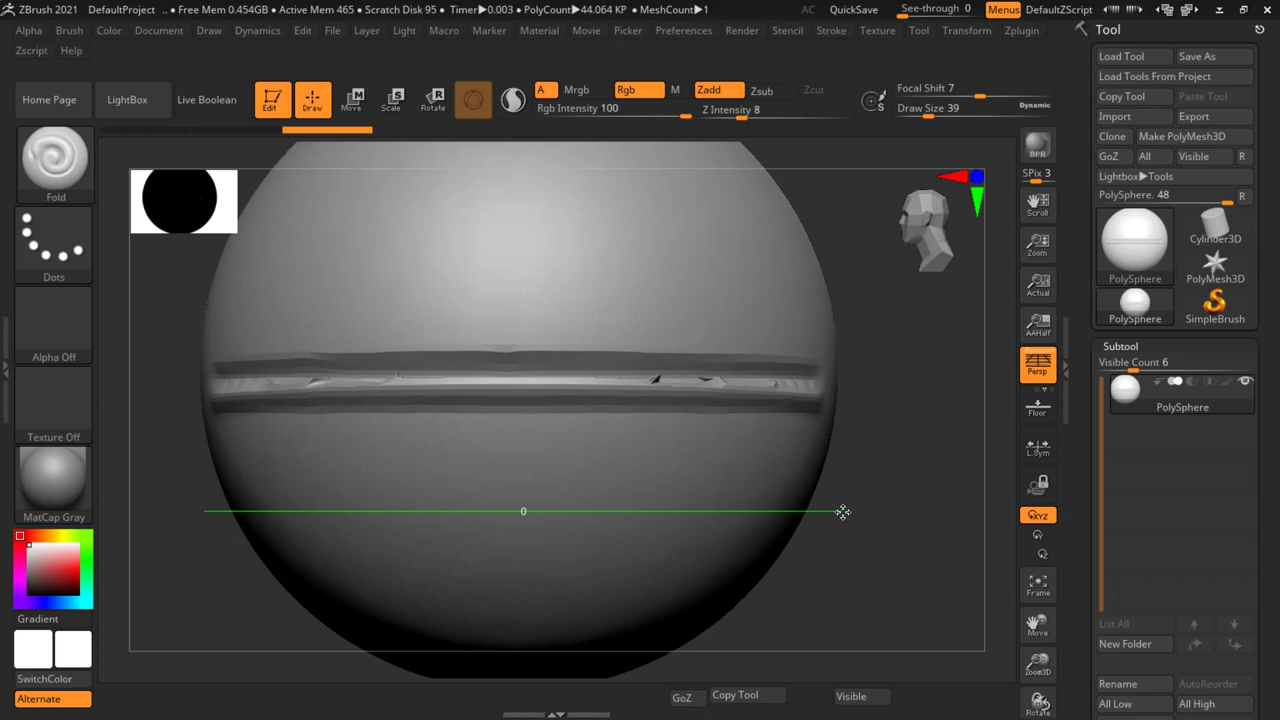 ZBrush 2021 DefaultProject .. • Free Mem 0.454GB • Active Mem 465 • Scratch Disk 95 • Timer▶0.003 • PolyCount▶44.064 KP • MeshCount▶1 AC QuickSave See-through 0 Menus DefaultZScript
Alpha Brush Color Document Draw Dynamics Edit File Layer Light Macro Marker Material Movie Picker Preferences Render Stencil Stroke Texture Tool Transform Zplugin
Zscript Help
Home Page LightBox Live Boolean Edit Draw Move Scale Rotate
A Mrgb Rgb M Zadd Zsub Zcut
Rgb Intensity 100 Z Intensity 8
Focal Shift 7
Draw Size 39 Dynamic
S
Fold
Dots
Alpha Off
Texture Off
MatCap Gray
Gradient
SwitchColor
Alternate
0
GoZ Copy Tool Visible
BPR
SPix 3
Scroll
Zoom
Actual
AAHalf
Persp
Floor
L.Sym
XYZ
Y
Z
Frame
Move
Zoom3D
Rotate
Tool
Load Tool Save As
Load Tools From Project
Copy Tool Paste Tool
Import Export
Clone Make PolyMesh3D
GoZ All Visible R
Lightbox▶Tools
PolySphere. 48 R
Cylinder3D
PolySphere PolyMesh3D
PolySphere SimpleBrush
Subtool
Visible Count 6
PolySphere
List All
New Folder
Rename AutoReorder
All Low All High